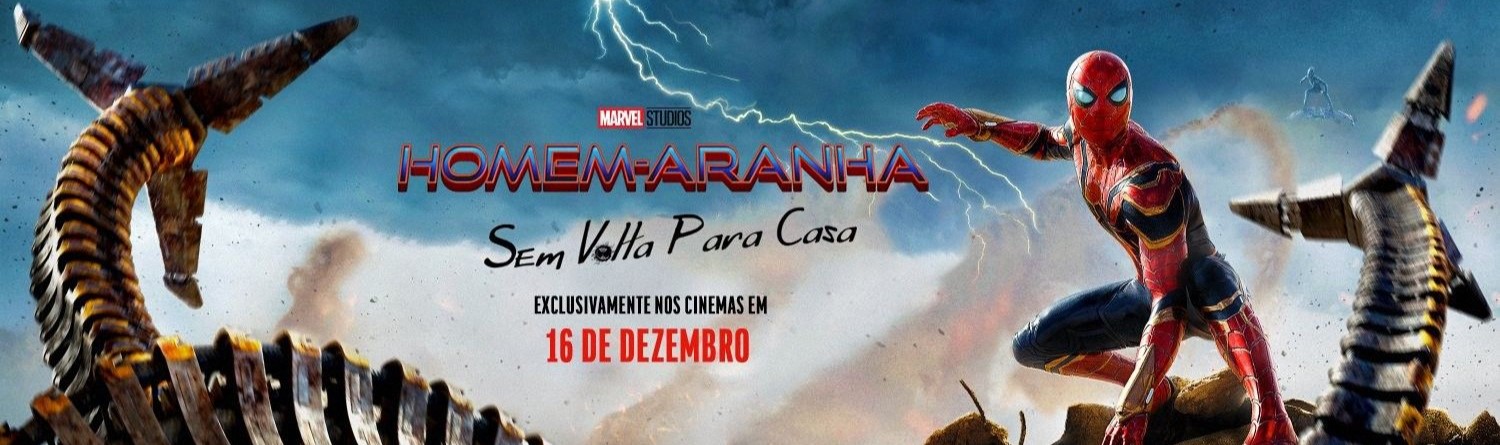 MARVEL STUDIOS
HOMEM-ARANHA
SEM VOLTA PARA CASA
EXCLUSIVAMENTE NOS CINEMAS EM
16 DE DEZEMBRO